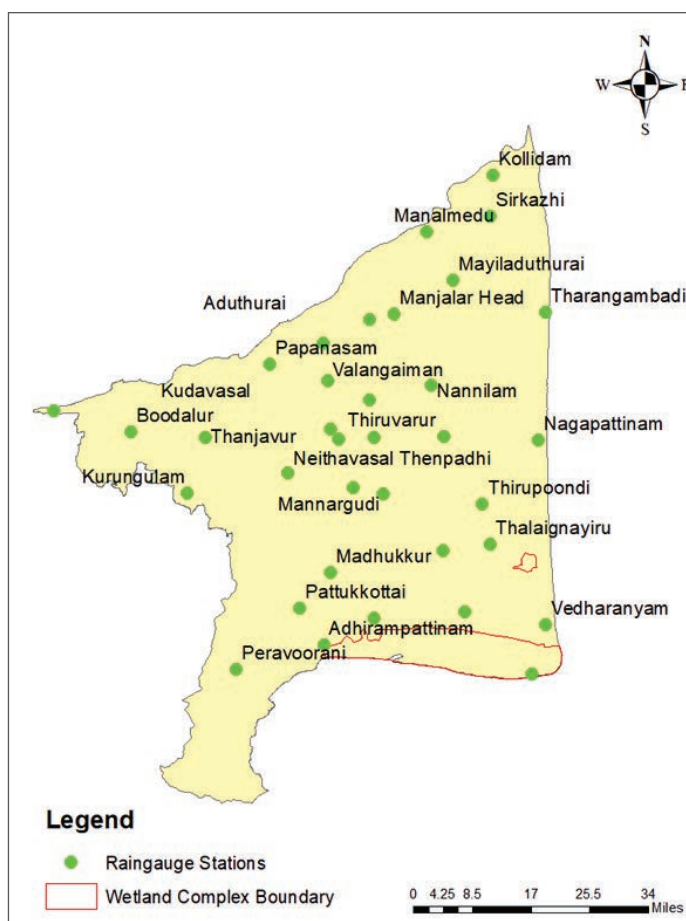 N
W
E
S
Kollidam
Sirkazhi
Manalmedu
Mayiladuthurai
Aduthurai
Manjalar Head
Tharangambadi
Papanasam
Valangaiman
Kudavasal
Nannilam
Boodalur
Thiruvarur
Thanjavur
Nagapattinam
Neithavasal Thenpadhi
Kurungulam
Mannargudi
Thirupoondi
Thalaignayiru
Madhukkur
Pattukkottai
Vedharanyam
Adhirampattinam
Peravoorani
Legend
Raingauge Stations
Wetland Complex Boundary
0 4.25 8.5 17 25.5 34
Miles